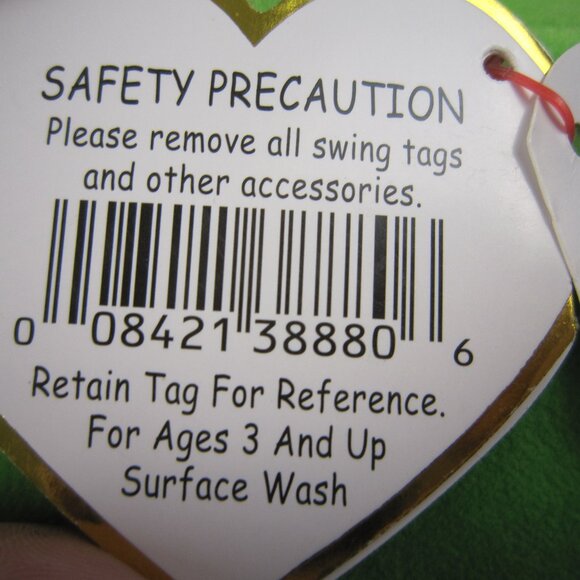 SAFETY PRECAUTION
Please remove all swing tags
and other accessories.
0 08421 38880 6
Retain Tag For Reference.
For Ages 3 And Up
Surface Wash